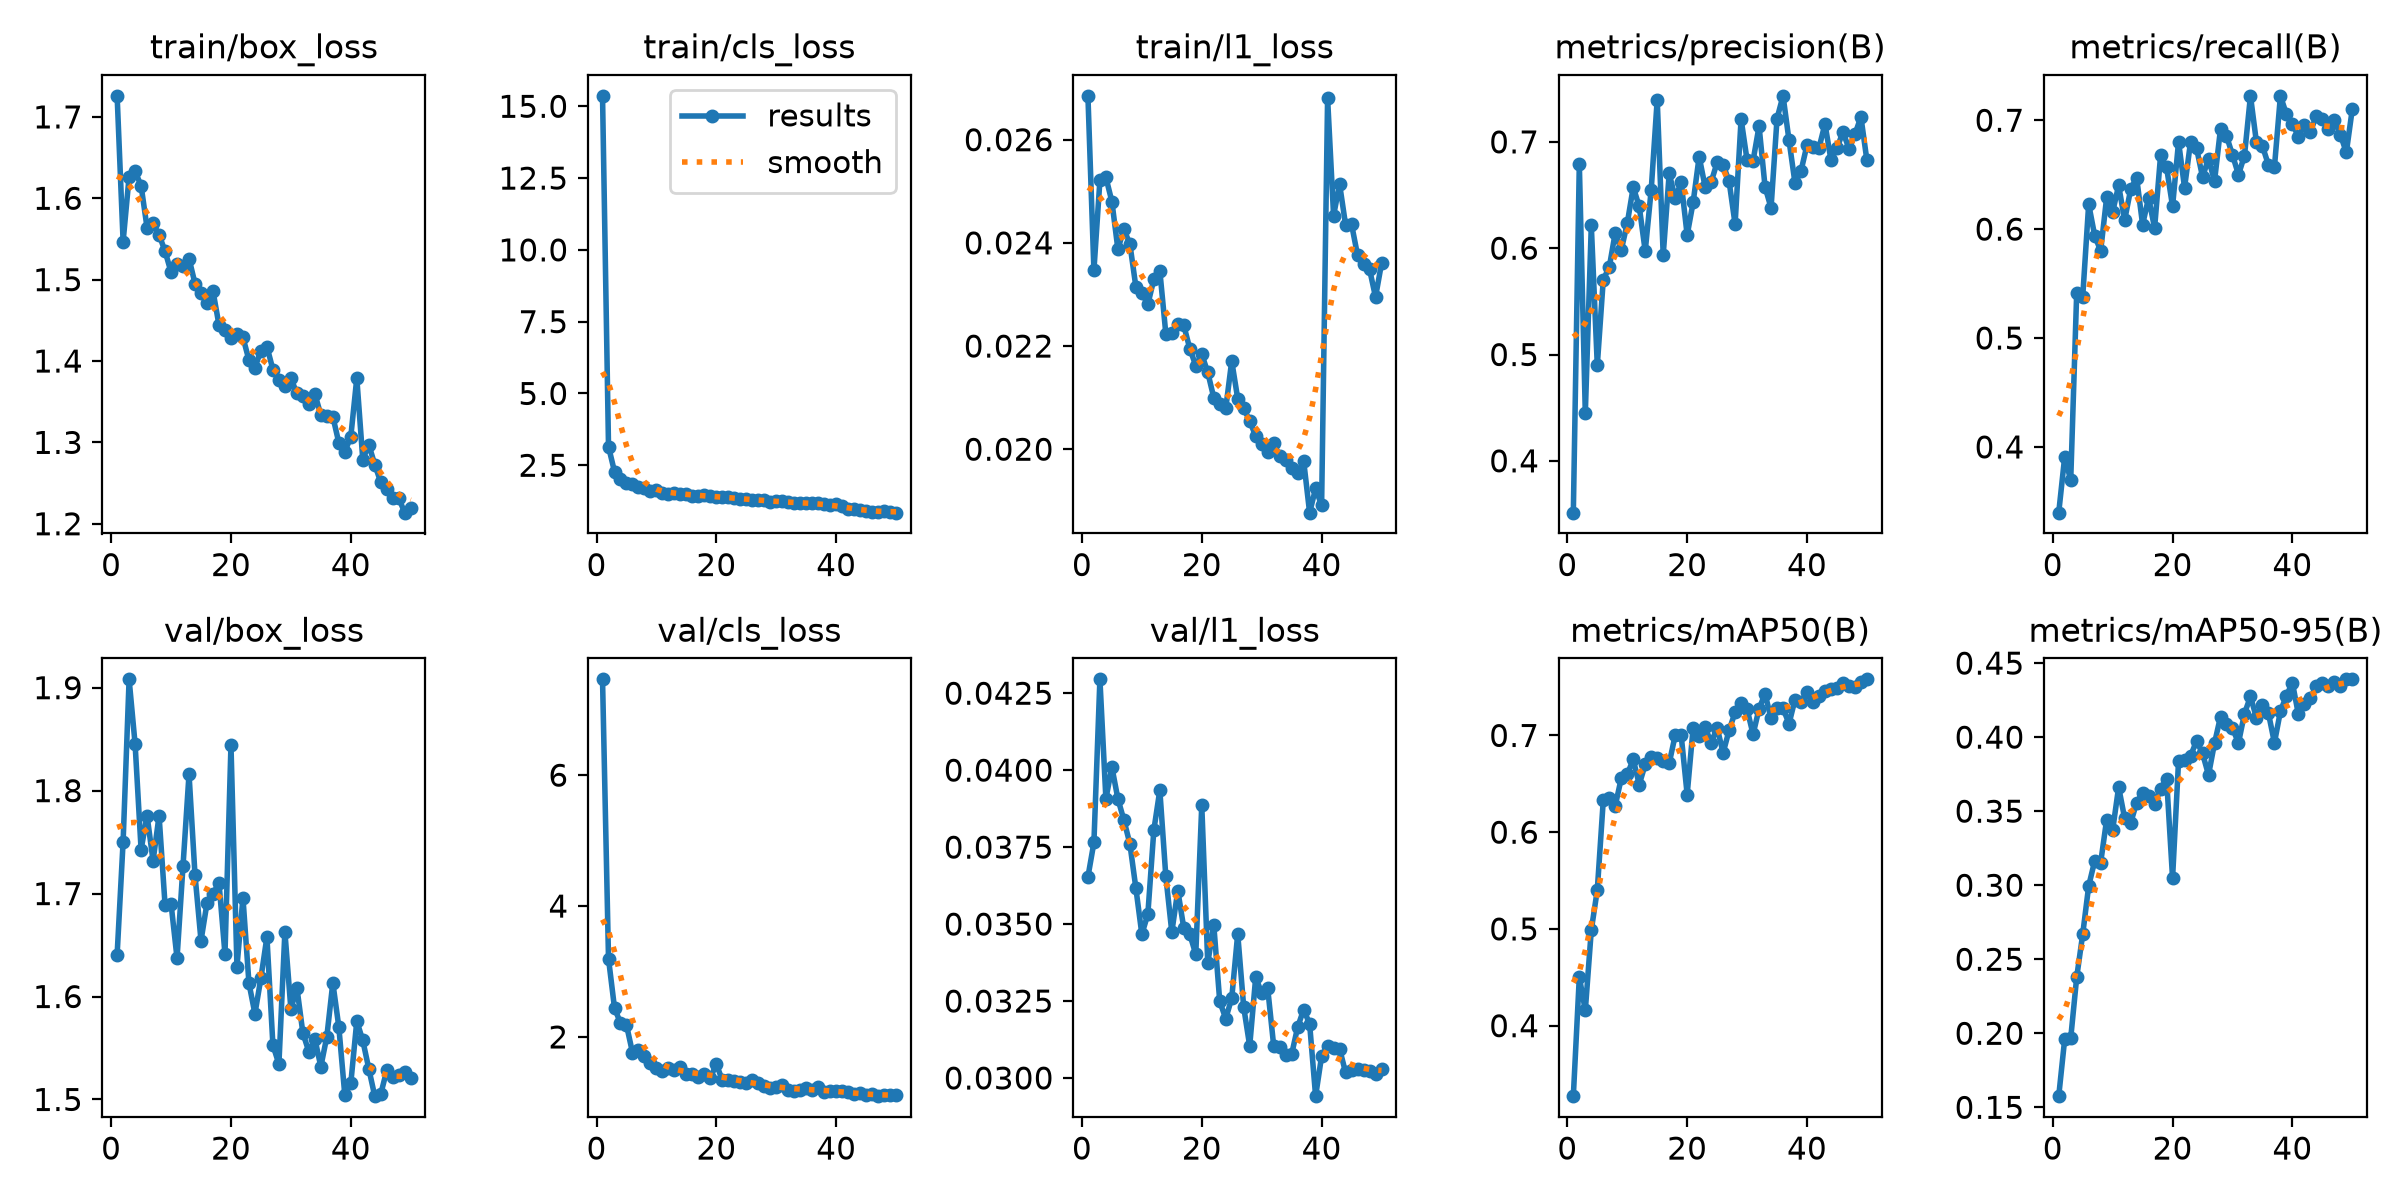 train/box_loss
1.7
1.6
1.5
1.4
1.3
1.2
0 20 40
train/cls_loss
results
smooth
15.0
12.5
10.0
7.5
5.0
2.5
0 20 40
train/l1_loss
0.026
0.024
0.022
0.020
0 20 40
metrics/precision(B)
0.7
0.6
0.5
0.4
0 20 40
metrics/recall(B)
0.7
0.6
0.5
0.4
0 20 40
val/box_loss
1.9
1.8
1.7
1.6
1.5
0 20 40
val/cls_loss
6
4
2
0 20 40
val/l1_loss
0.0425
0.0400
0.0375
0.0350
0.0325
0.0300
0 20 40
metrics/mAP50(B)
0.7
0.6
0.5
0.4
0 20 40
metrics/mAP50-95(B)
0.45
0.40
0.35
0.30
0.25
0.20
0.15
0 20 40